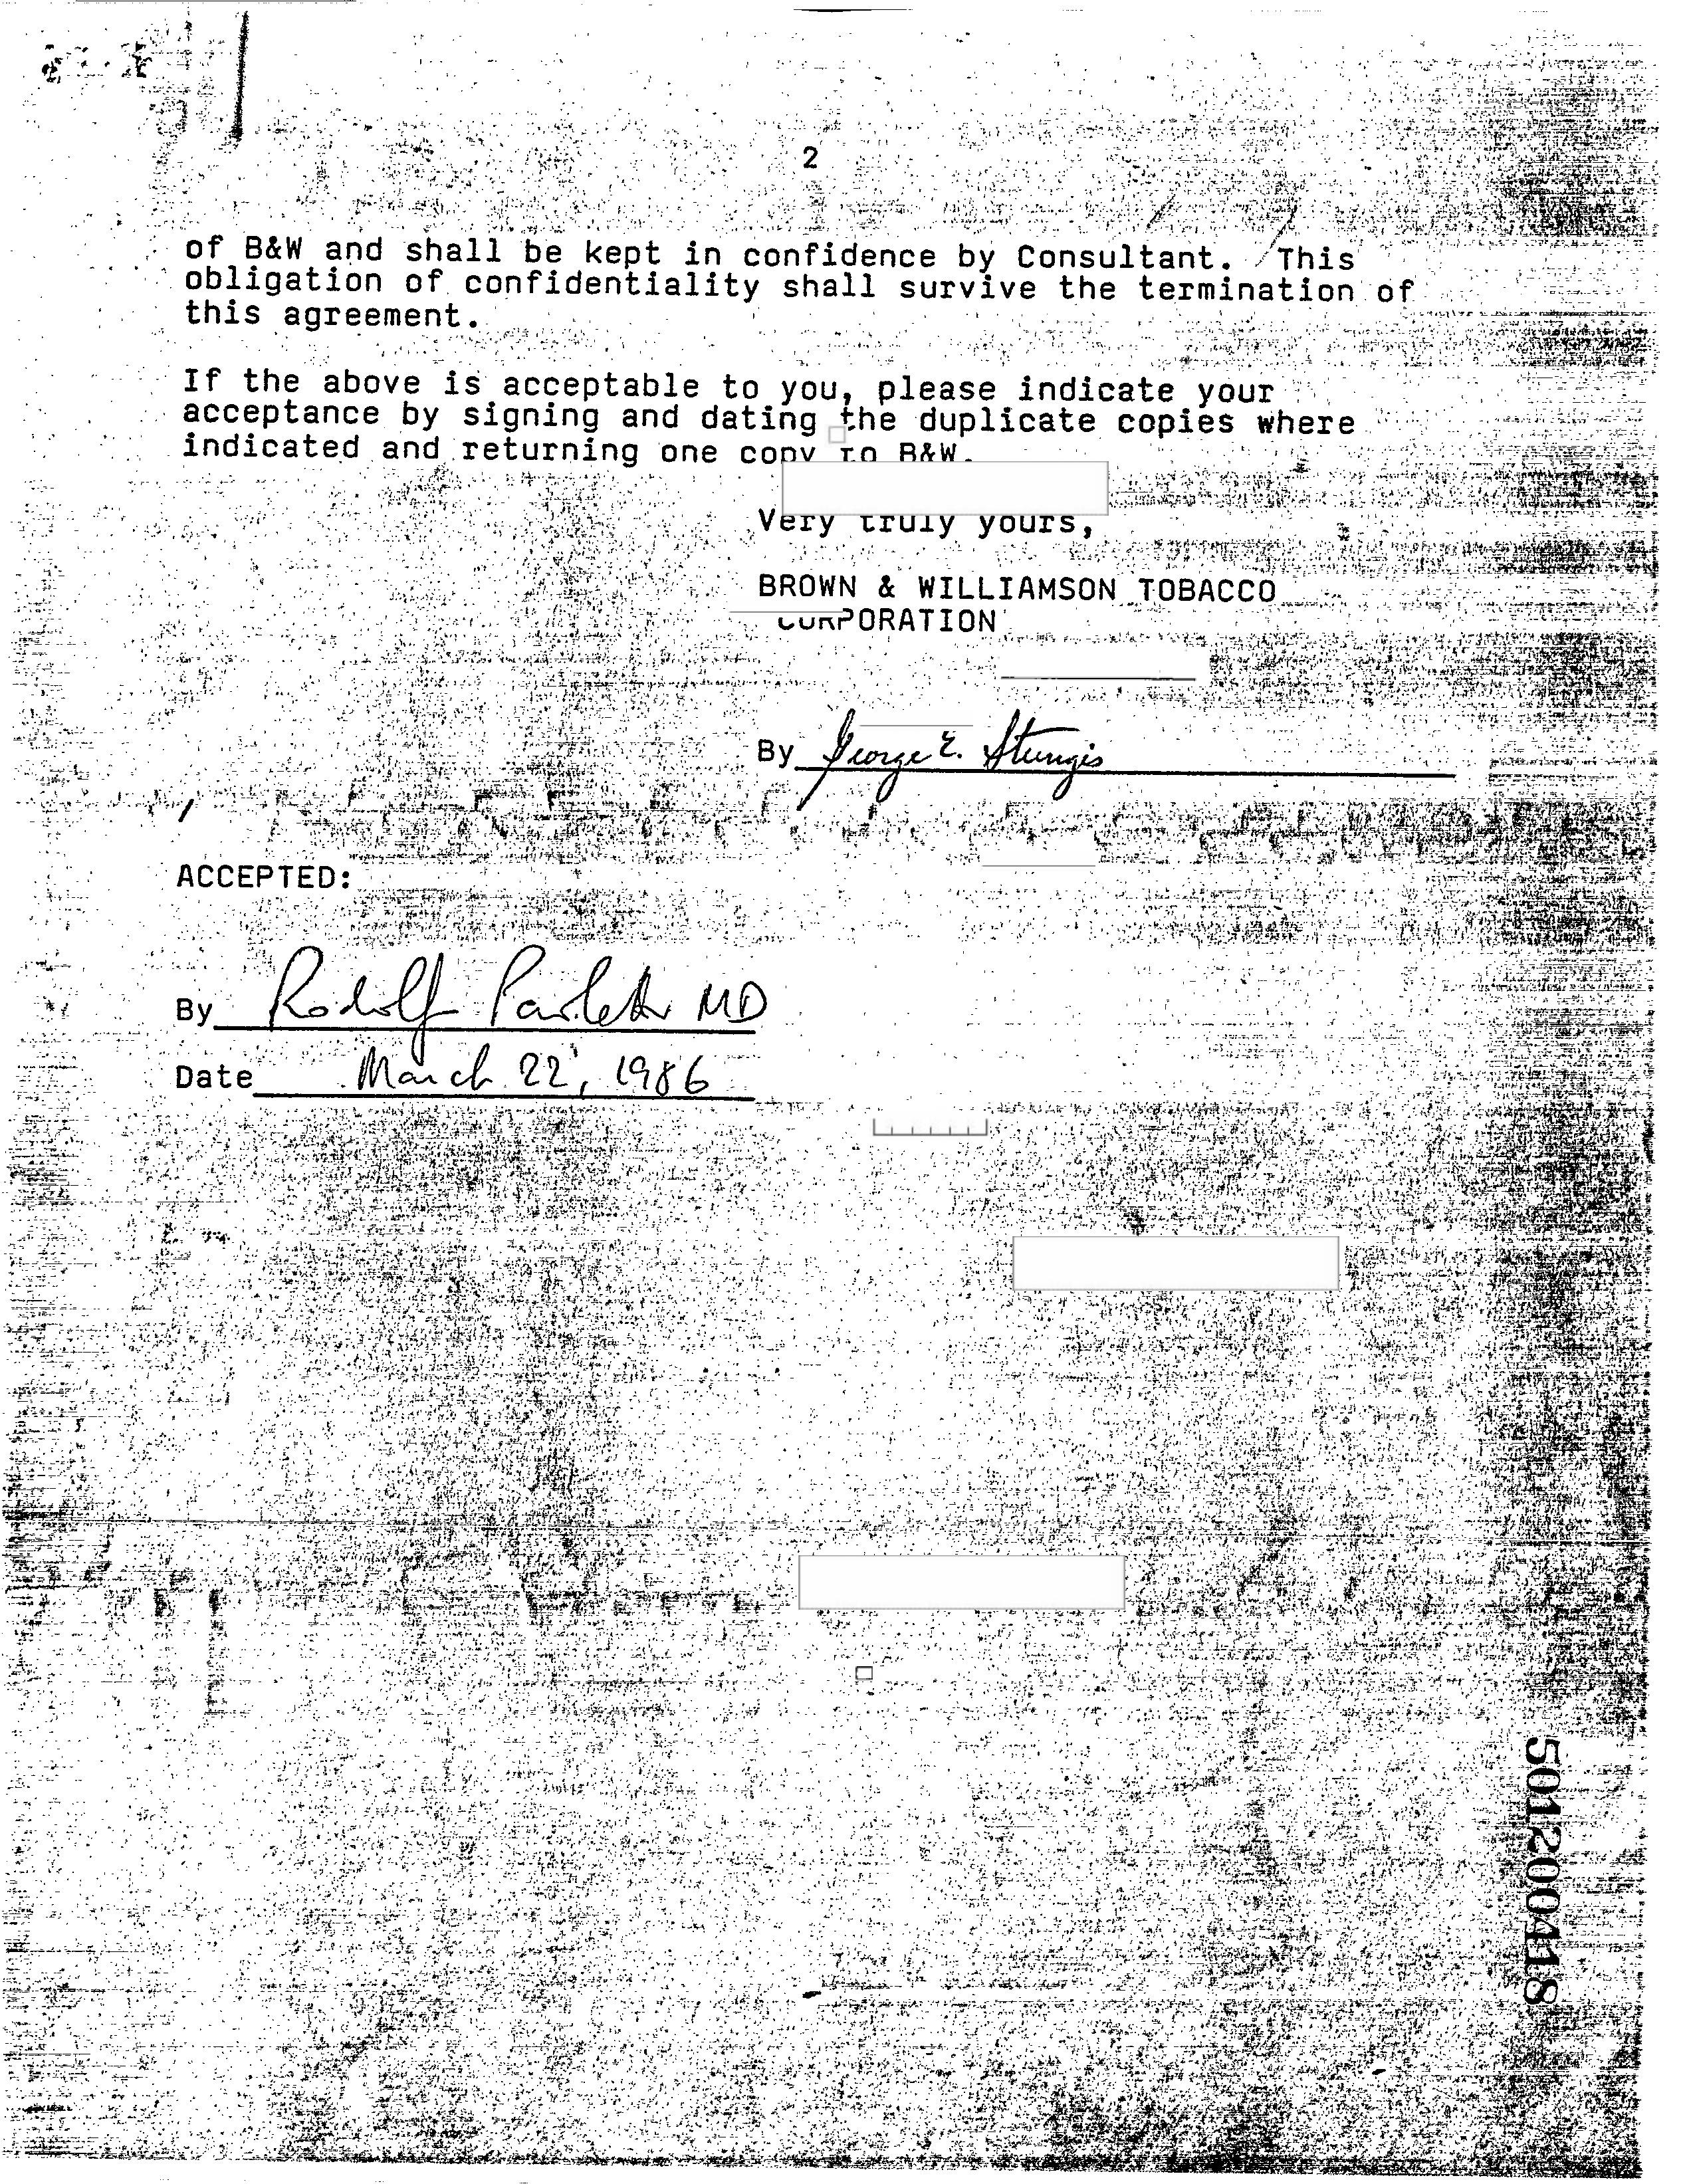 2
of B&W and shall be kept in confidence by Consultant. This
obligation of confidentiality shall survive the termination of
this agreement.
If the above is acceptable to you, please indicate your
acceptance by signing and dating the duplicate copies where
indicated and returning one copy to B&W.
Very truly yours,
BROWN & WILLIAMSON TOBACCO
CORPORATION
By George E. Sturgis
ACCEPTED:
By Rodolfo Paoletti MD
Date March 22, 1986
501200418